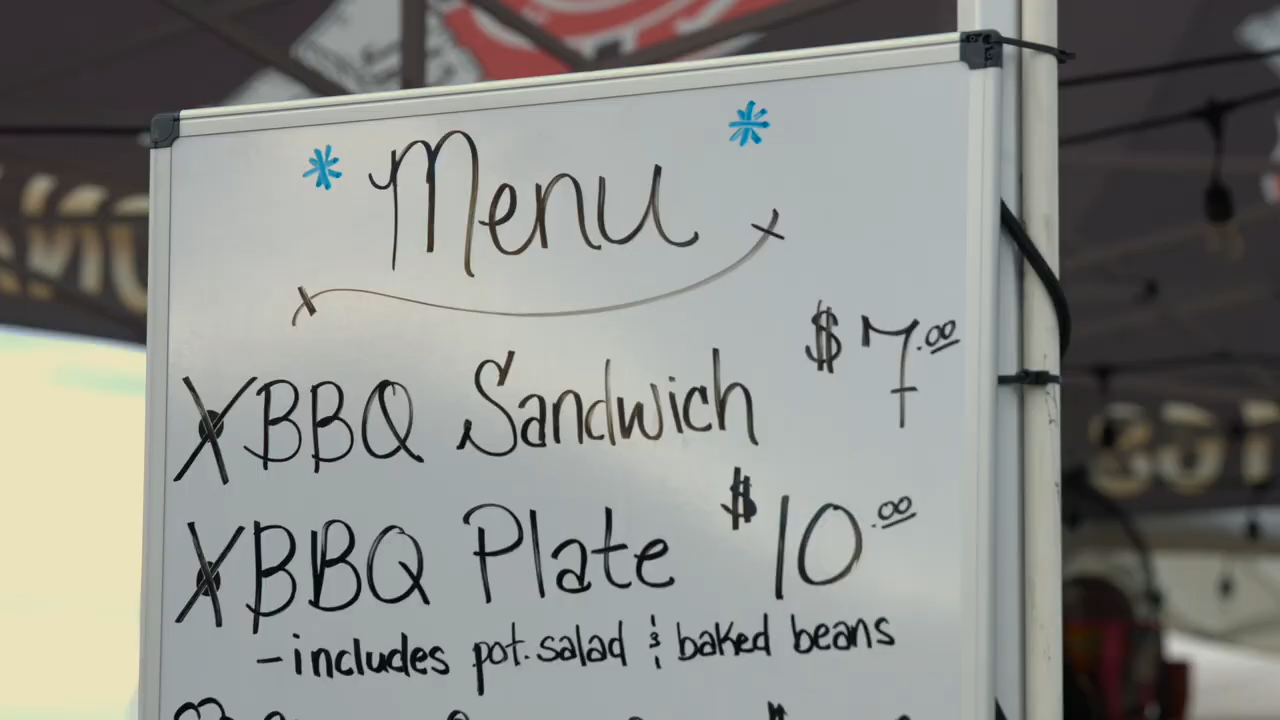 * Menu *
X BBQ Sandwich $7.00
X BBQ Plate $10.00
-includes pot. salad & baked beans